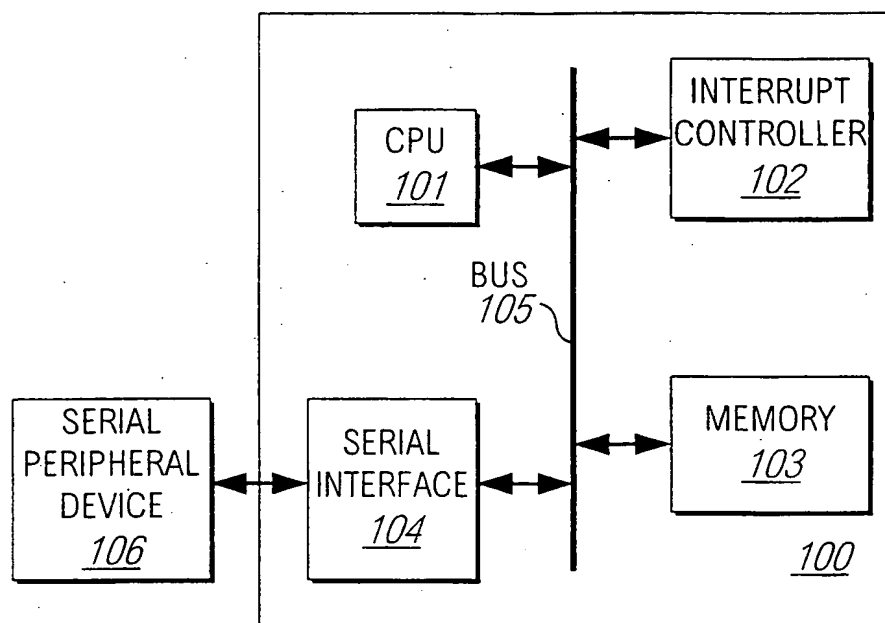 CPU
101
INTERRUPT
CONTROLLER
102
BUS
105
SERIAL
PERIPHERAL
DEVICE
106
SERIAL
INTERFACE
104
MEMORY
103
100